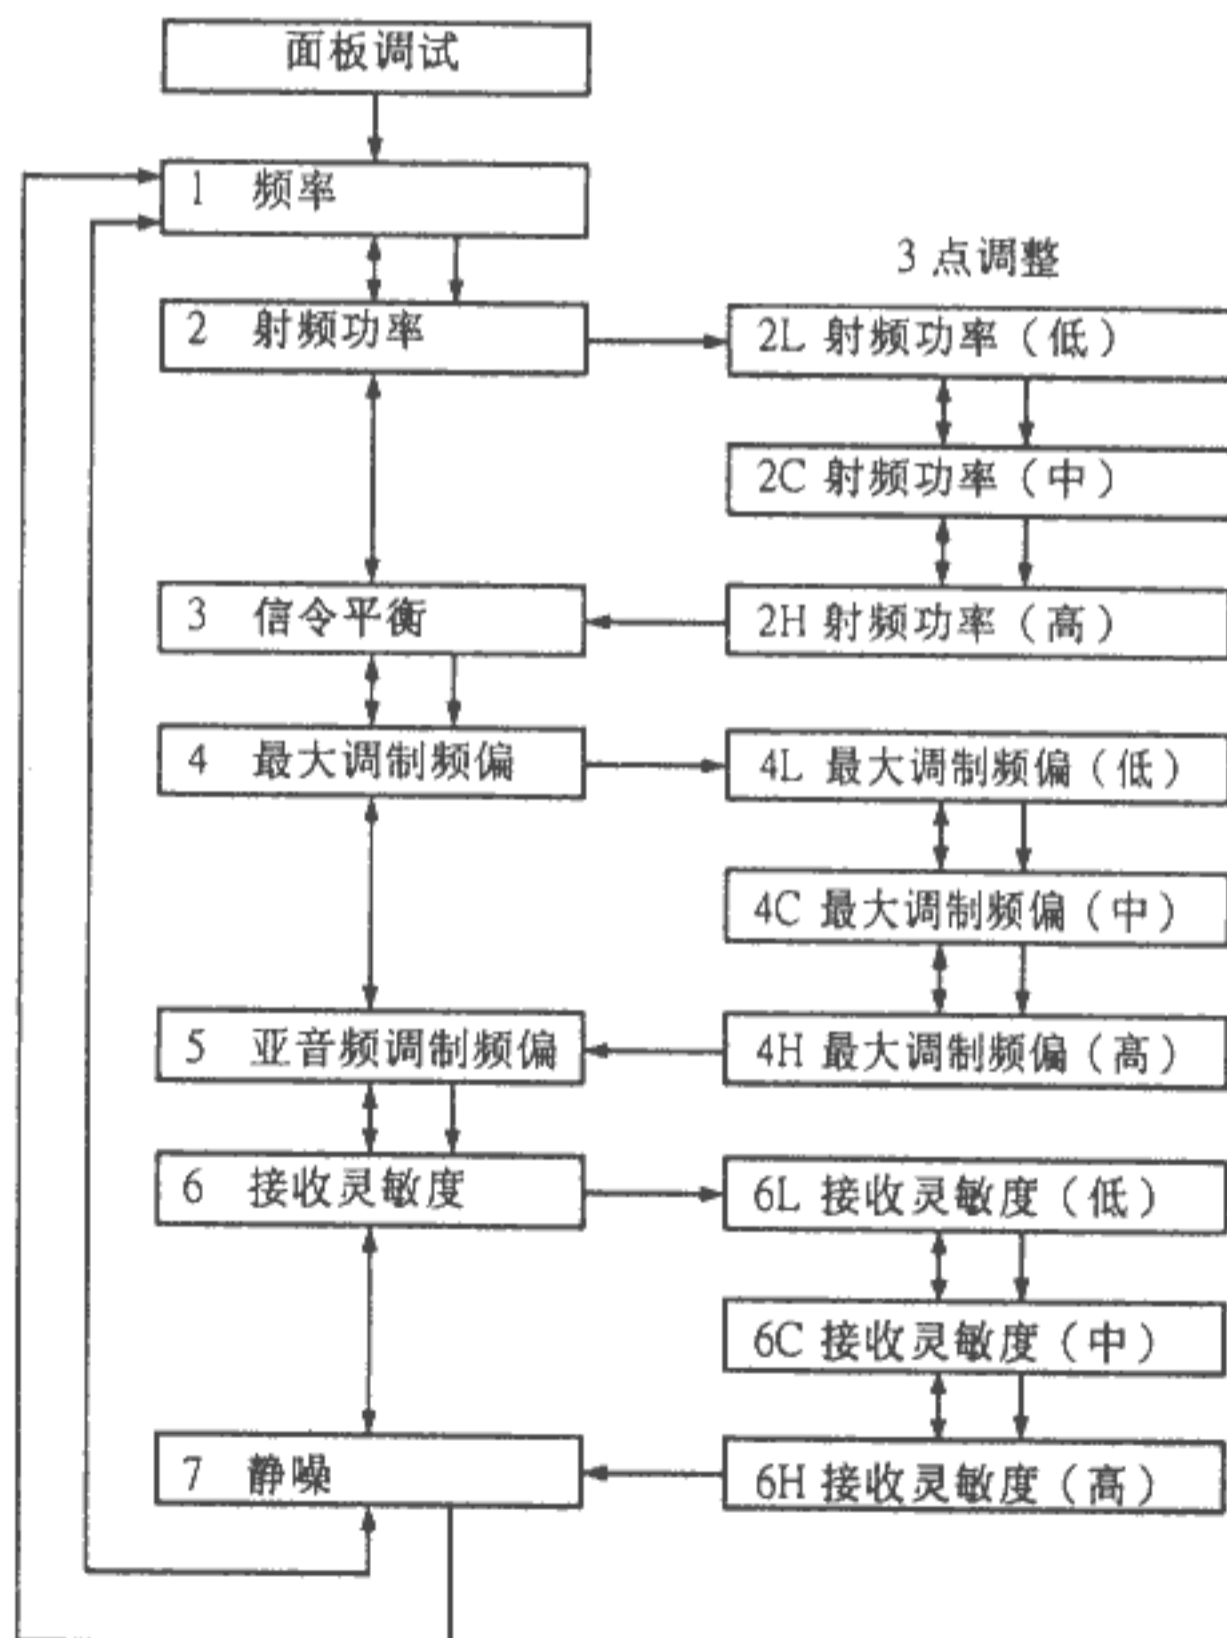 面板调试
1 频率
3 点调整
2 射频功率
2L 射频功率（低）
2C 射频功率（中）
3 信令平衡
2H 射频功率（高）
4 最大调制频偏
4L 最大调制频偏（低）
4C 最大调制频偏（中）
5 亚音频调制频偏
4H 最大调制频偏（高）
6 接收灵敏度
6L 接收灵敏度（低）
6C 接收灵敏度（中）
7 静噪
6H 接收灵敏度（高）